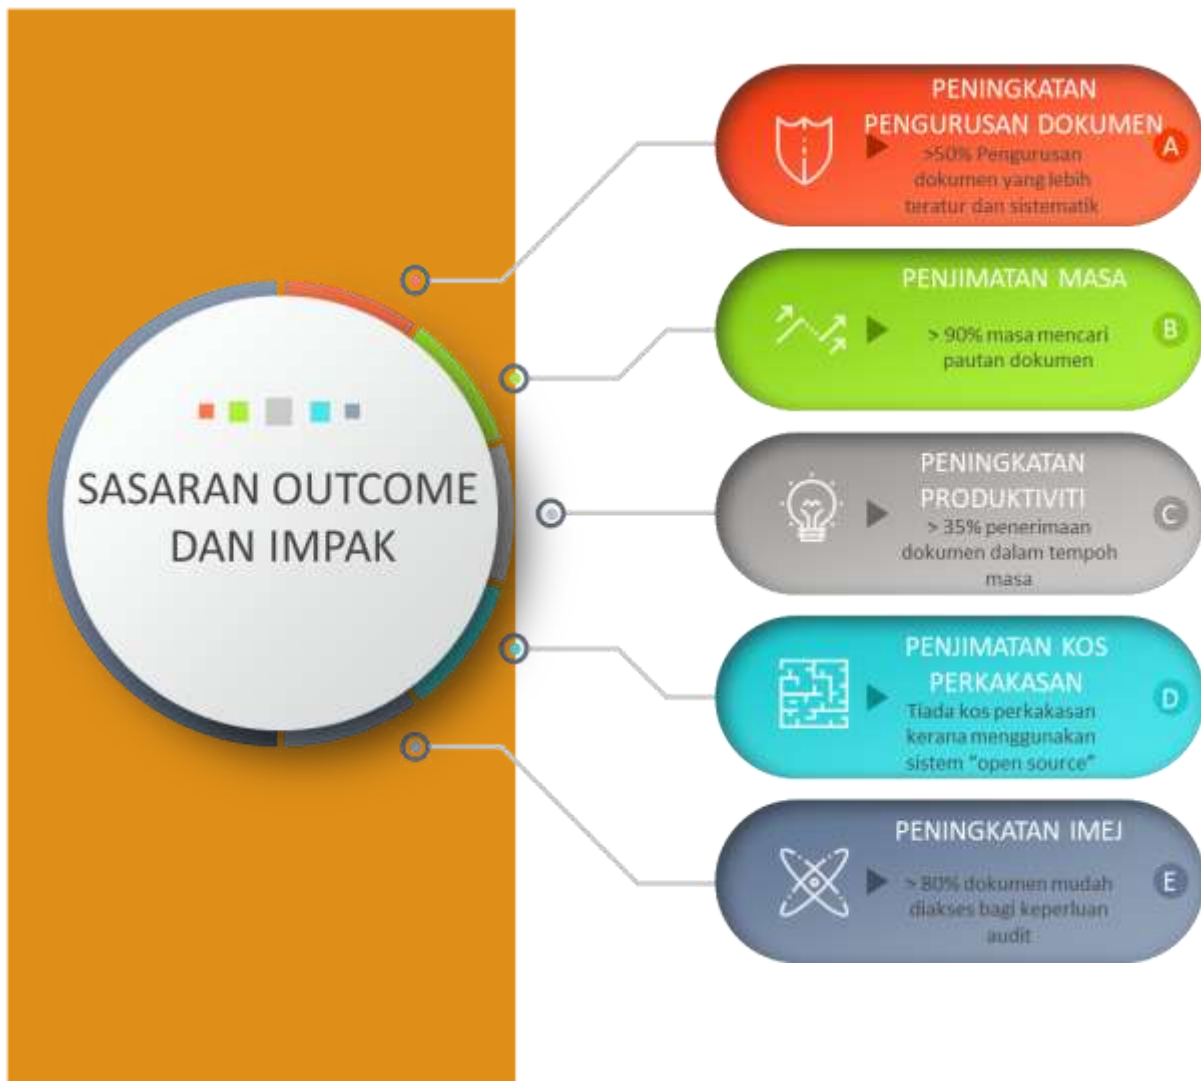 SASARAN OUTCOME
DAN IMPAK
PENINGKATAN
PENGURUSAN DOKUMEN
>50% Pengurusan
dokumen yang lebih
teratur dan sistematik
A
PENJIMATAN MASA
> 90% masa mencari
pautan dokumen
B
PENINGKATAN
PRODUKTIVITI
> 35% penerimaan
dokumen dalam tempoh
masa
C
PENJIMATAN KOS
PERKAKASAN
Tiada kos perkakasan
kerana menggunakan
sistem “open source”
D
PENINGKATAN IMEJ
> 80% dokumen mudah
diakses bagi keperluan
audit
E